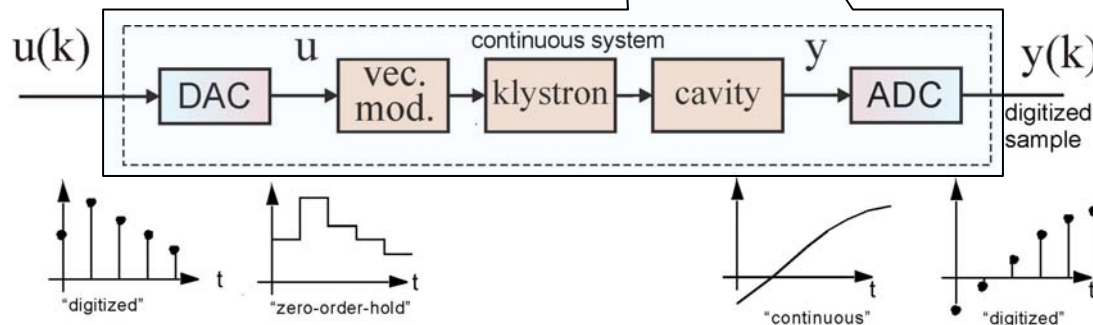 u(k)
u
continuous system
y
y(k)
DAC
vec.
mod.
klystron
cavity
ADC
digitized
sample
t
t
t
t
“digitized”
“zero-order-hold”
“continuous”
“digitized”